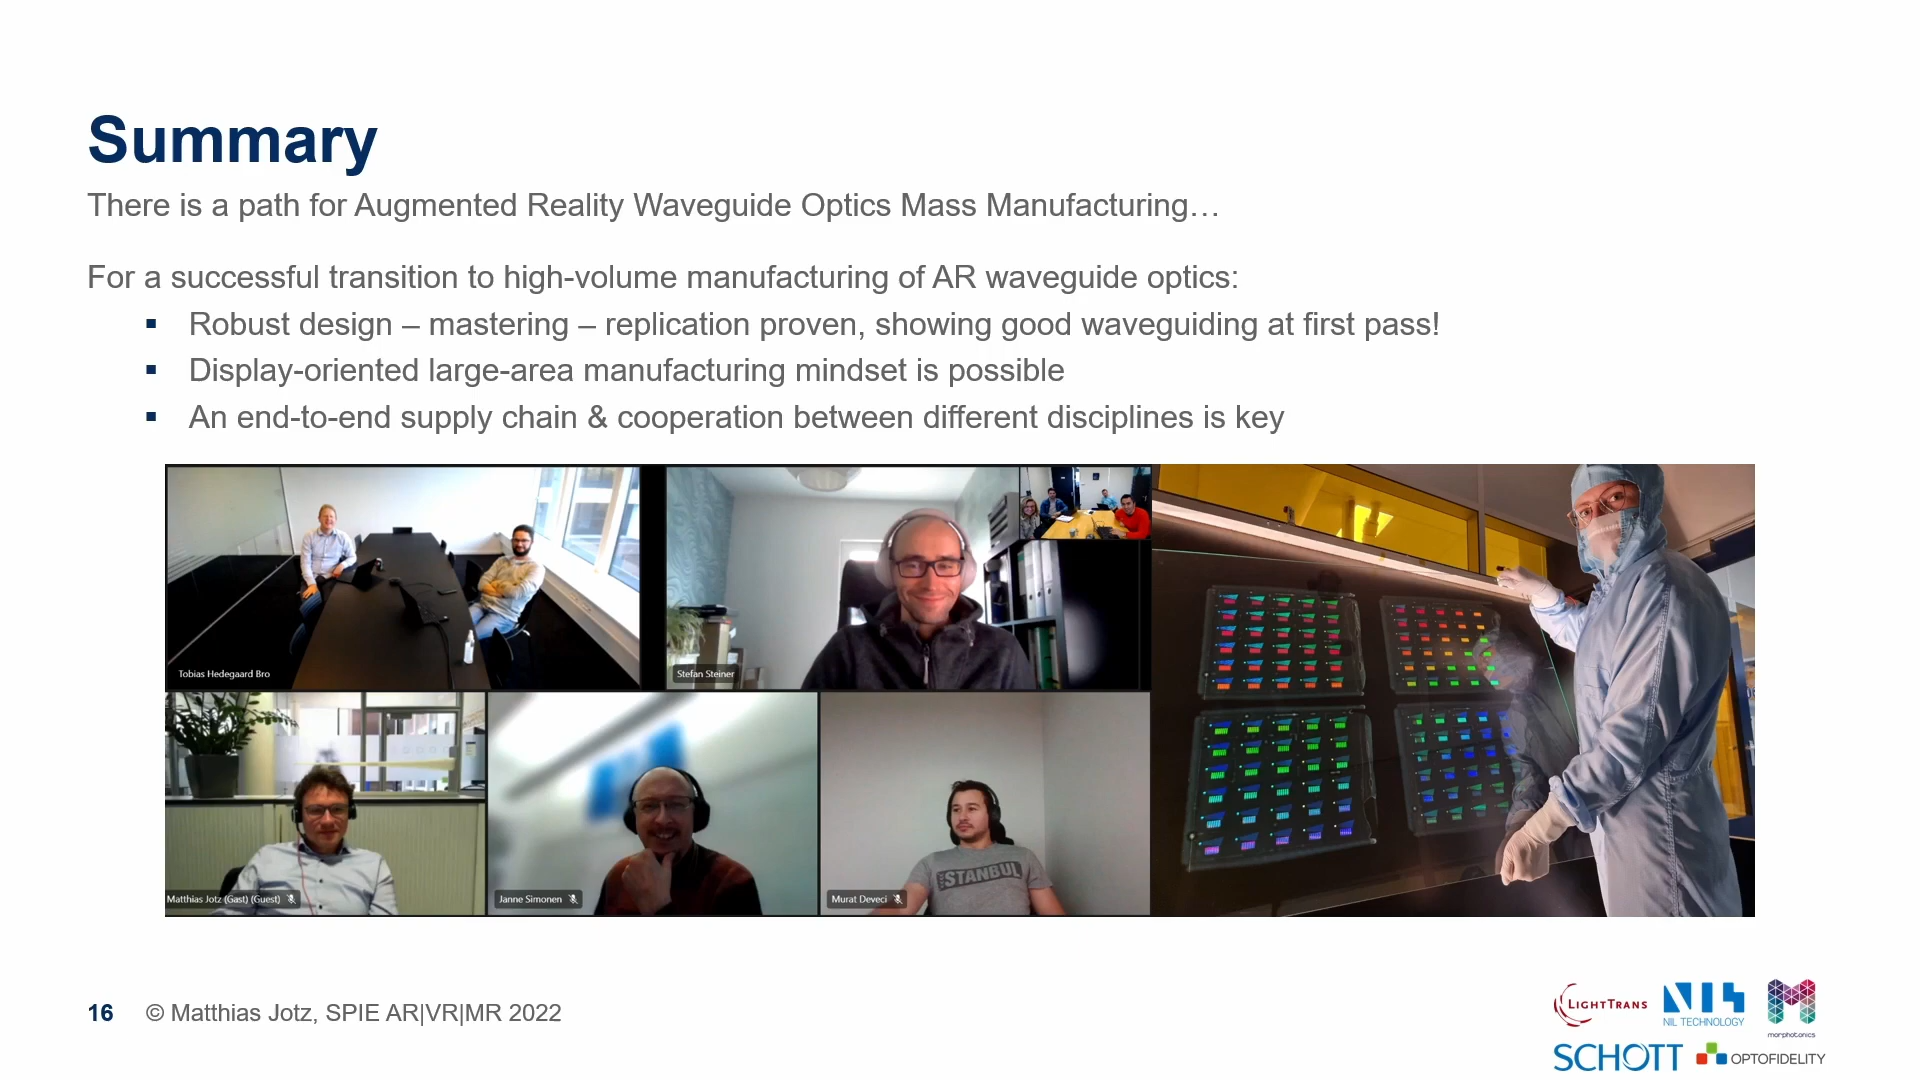 Summary
There is a path for Augmented Reality Waveguide Optics Mass Manufacturing…
For a successful transition to high-volume manufacturing of AR waveguide optics:
▪ Robust design – mastering – replication proven, showing good waveguiding at first pass!
▪ Display-oriented large-area manufacturing mindset is possible
▪ An end-to-end supply chain & cooperation between different disciplines is key
Tobias Hedegaard Bro
Stefan Steiner
Matthias Jotz (Gast) (Guest)
Janne Simonen
Murat Deveci
STANBUL
16 © Matthias Jotz, SPIE AR|VR|MR 2022
LIGHTTRANS
NIL
NIL TECHNOLOGY
morphotonics
SCHOTT
OPTOFIDELITY